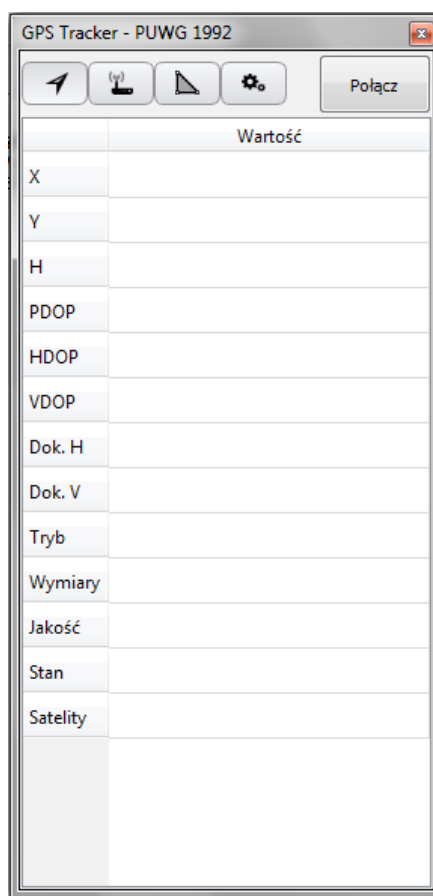 GPS Tracker - PUWG 1992
Połącz
Wartość
X
Y
H
PDOP
HDOP
VDOP
Dok. H
Dok. V
Tryb
Wymiary
Jakość
Stan
Satelity